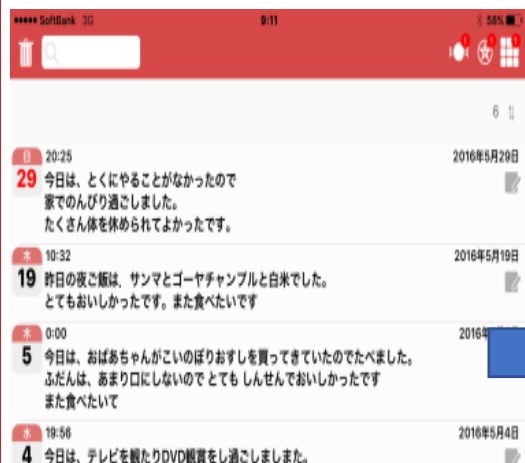 SoftBank 3G 9:11 58%
1 1 1
6
日 20:25 2016年5月29日
29 今日は、とくにやることがなかったので
家でのんびり過ごしました。
たくさん体を休められてよかったです。
木 10:32 2016年5月19日
19 昨日の夜ご飯は、サンマとゴーヤチャンプルと白米でした。
とてもおいしかったです。また食べたいです
木 0:00 2016年
5 今日は、おばあちゃんがこいのぼりおすしを買ってきていたのでたべました。
ふだんは、あまり口にしないので とても しんせんでおいしかったです
また食べたいて
水 19:56 2016年5月4日
4 今日は、テレビを観たりDVD観賞をし過ごしましまた。